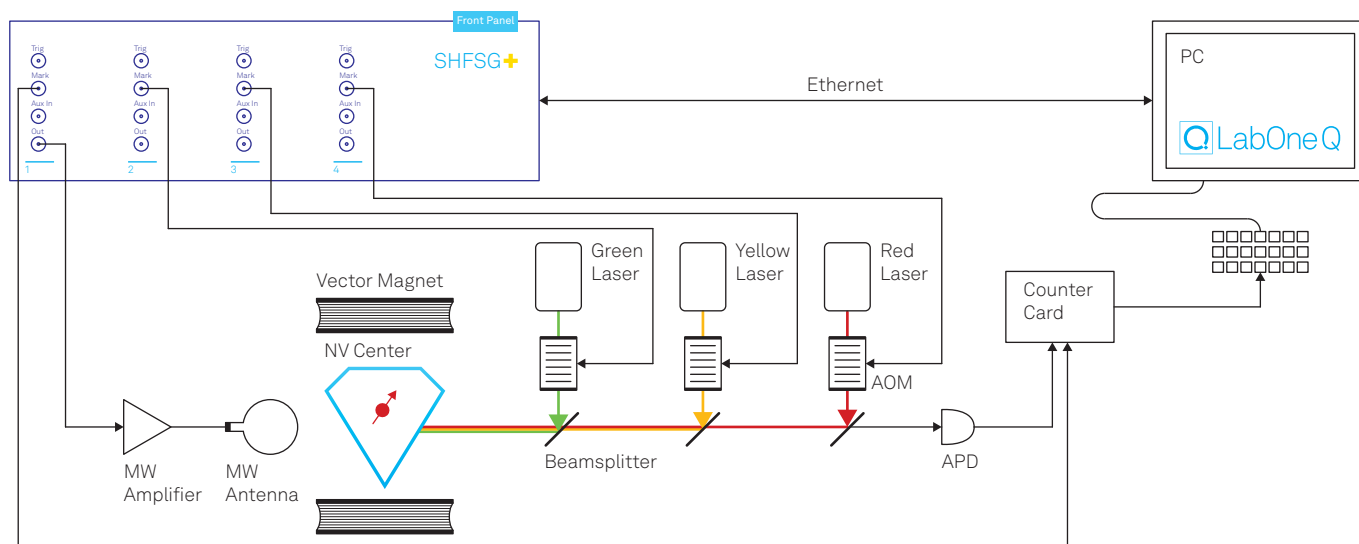 Front Panel
SHFSG+
Trig
Mark
Aux In
Out
1
Trig
Mark
Aux In
Out
2
Trig
Mark
Aux In
Out
3
Trig
Mark
Aux In
Out
4
Ethernet
PC
LabOne Q
Green
Laser
Yellow
Laser
Red
Laser
Vector Magnet
NV Center
AOM
Counter
Card
Beamsplitter
APD
MW
Amplifier
MW
Antenna